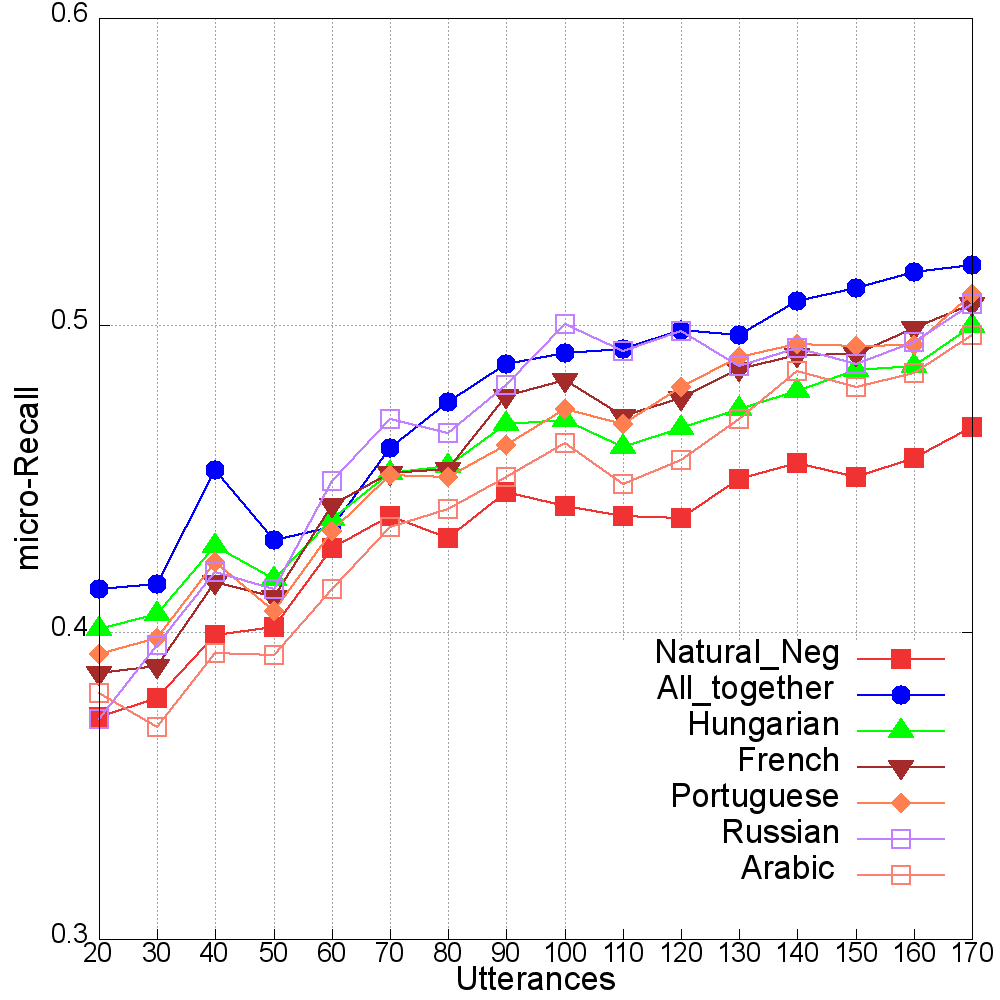 0.6
0.5
0.4
0.3
micro-Recall
Natural_Neg
All_together
Hungarian
French
Portuguese
Russian
Arabic
20 30 40 50 60 70 80 90 100 110 120 130 140 150 160 170
Utterances